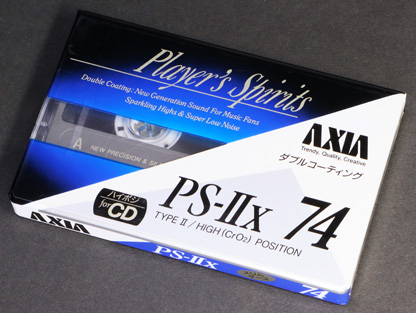 Player's Spirits
Double Coating: New Generation Sound For Music Fans
Sparkling Highs & Super Low Noise
A
NEW PRECISION &
AXIA
Trendy, Quality, Creative
ダブルコーティング
ハイポジ
for CD
PS-IIx 74
TYPE II / HIGH (CrO2) POSITION
AXIA
PS-IIx
74